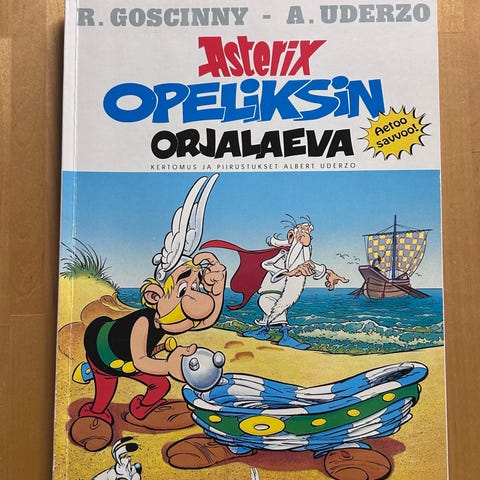 R. GOSCINNY - A. UDERZO
Asterix
OPELIKSIN
ORJALAEVA
Aetoo
savvoo!
KERTOMUS JA PIIRUSTUKSET ALBERT UDERZO